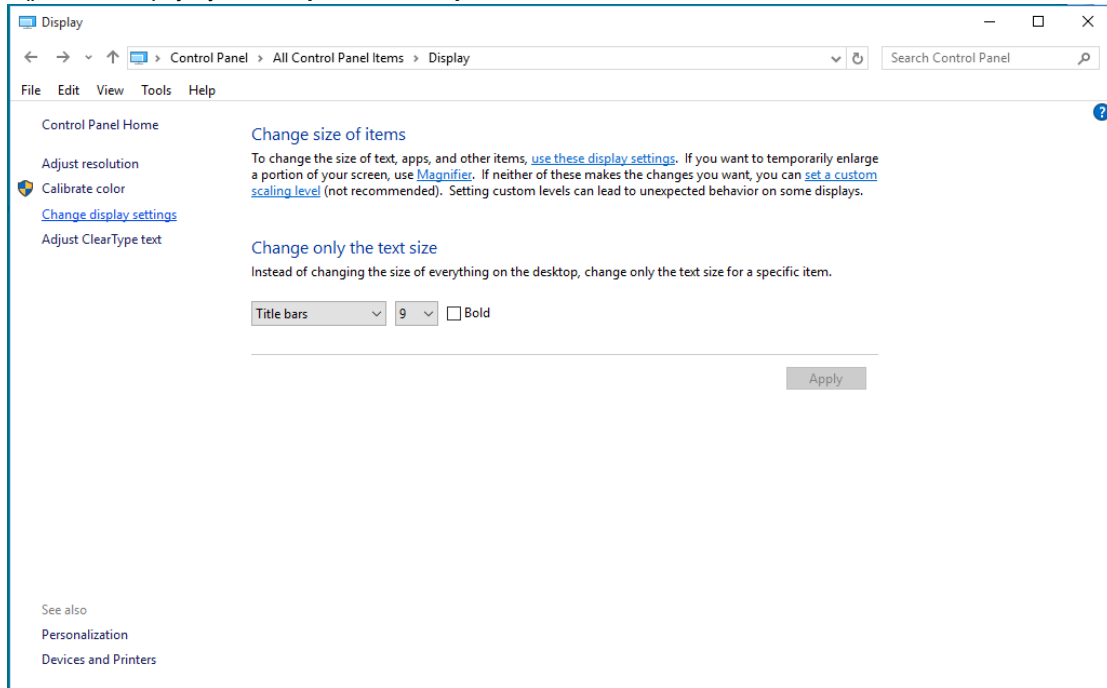 Display
Control Panel > All Control Panel Items > Display
Search Control Panel
File Edit View Tools Help
Control Panel Home
Adjust resolution
Calibrate color
Change display settings
Adjust ClearType text
Change size of items
To change the size of text, apps, and other items, use these display settings. If you want to temporarily enlarge
a portion of your screen, use Magnifier. If neither of these makes the changes you want, you can set a custom
scaling level (not recommended). Setting custom levels can lead to unexpected behavior on some displays.
Change only the text size
Instead of changing the size of everything on the desktop, change only the text size for a specific item.
Title bars 9 Bold
Apply
See also
Personalization
Devices and Printers